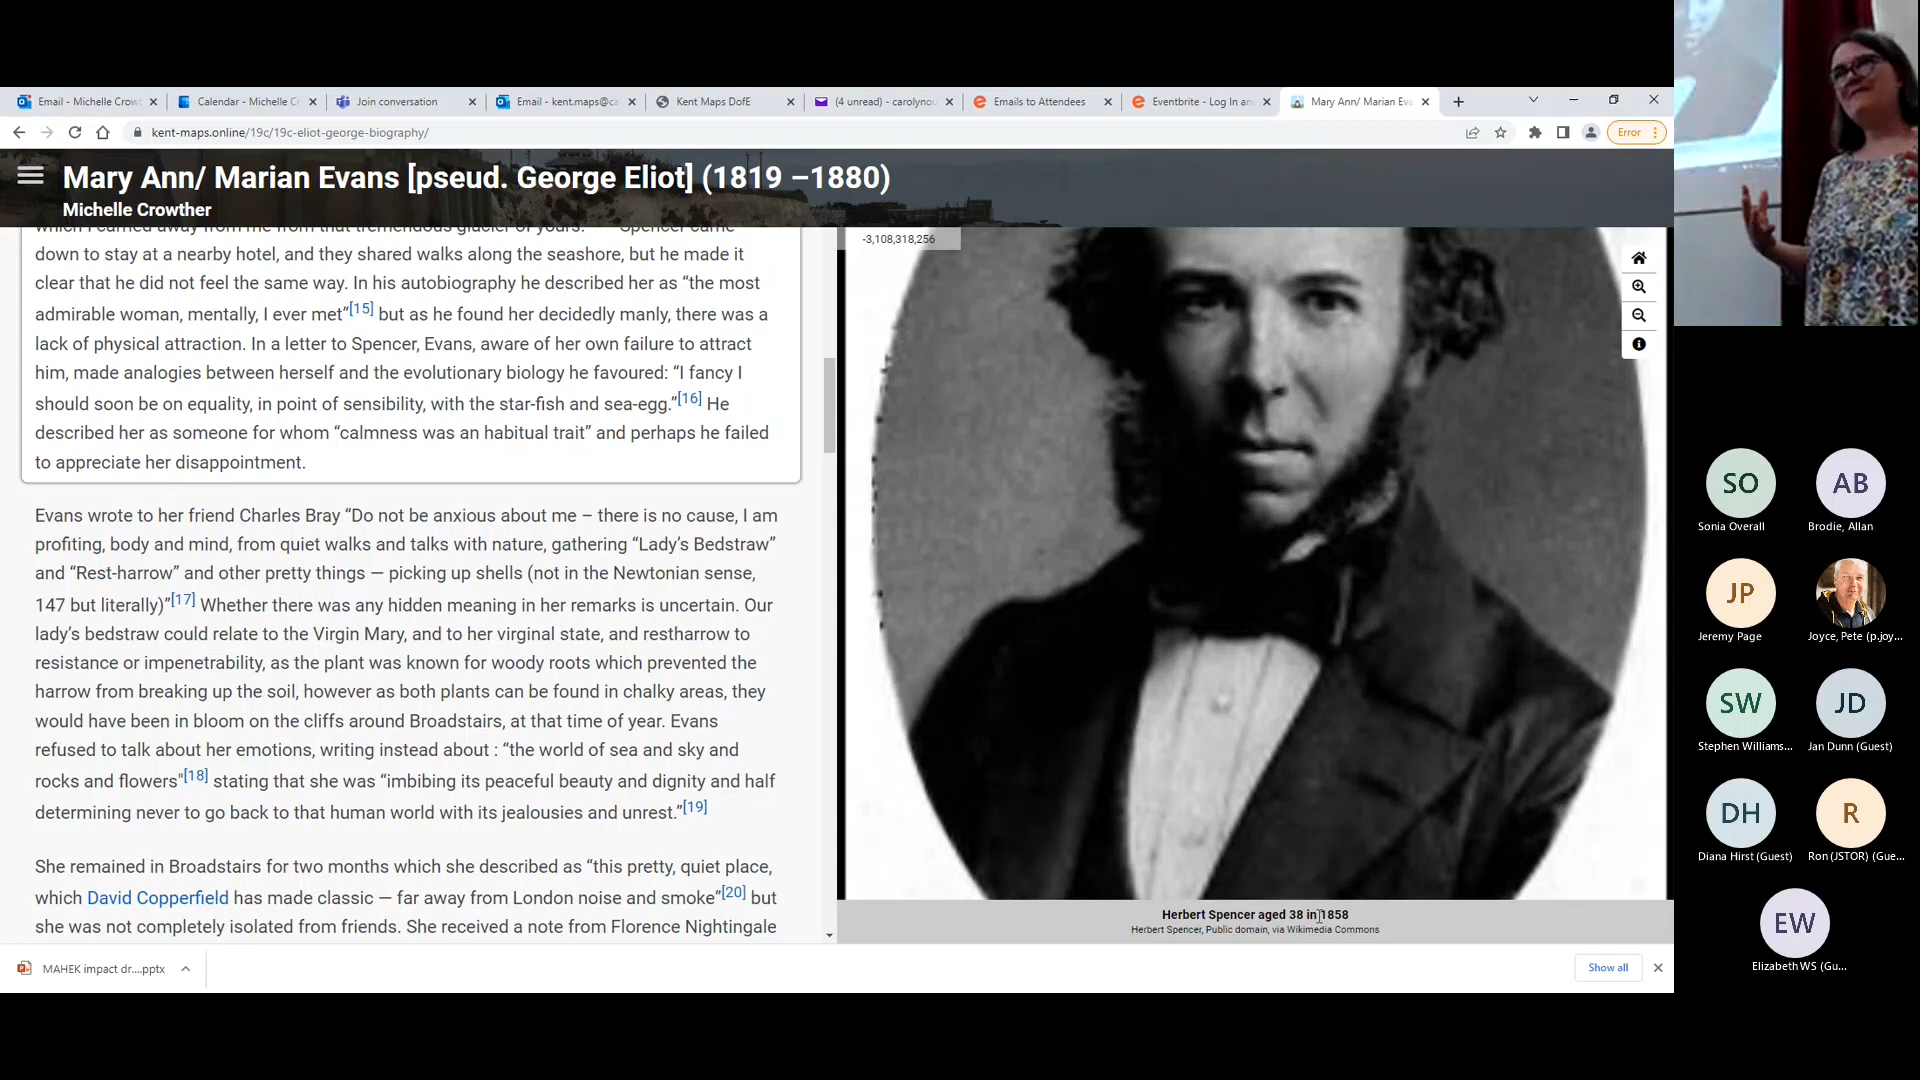 Email - Michelle Crow
Calendar - Michelle C
Join conversation
Email - kent.maps@ca
Kent Maps DofE
(4 unread) - carolynou
Emails to Attendees
Eventbrite - Log In an
Mary Ann/ Marian Eva
kent-maps.online/19c/19c-eliot-george-biography/
Error
Mary Ann/ Marian Evans [pseud. George Eliot] (1819 –1880)
Michelle Crowther
which I carried away from me from that tremendous glacier of yours." Spencer came
down to stay at a nearby hotel, and they shared walks along the seashore, but he made it
clear that he did not feel the same way. In his autobiography he described her as “the most
admirable woman, mentally, I ever met”[15] but as he found her decidedly manly, there was a
lack of physical attraction. In a letter to Spencer, Evans, aware of her own failure to attract
him, made analogies between herself and the evolutionary biology he favoured: “I fancy I
should soon be on equality, in point of sensibility, with the star-fish and sea-egg.”[16] He
described her as someone for whom “calmness was an habitual trait” and perhaps he failed
to appreciate her disappointment.
Evans wrote to her friend Charles Bray “Do not be anxious about me – there is no cause, I am
profiting, body and mind, from quiet walks and talks with nature, gathering “Lady’s Bedstraw”
and “Rest-harrow” and other pretty things — picking up shells (not in the Newtonian sense,
147 but literally)”[17] Whether there was any hidden meaning in her remarks is uncertain. Our
lady’s bedstraw could relate to the Virgin Mary, and to her virginal state, and restharrow to
resistance or impenetrability, as the plant was known for woody roots which prevented the
harrow from breaking up the soil, however as both plants can be found in chalky areas, they
would have been in bloom on the cliffs around Broadstairs, at that time of year. Evans
refused to talk about her emotions, writing instead about : “the world of sea and sky and
rocks and flowers"[18] stating that she was “imbibing its peaceful beauty and dignity and half
determining never to go back to that human world with its jealousies and unrest.”[19]
She remained in Broadstairs for two months which she described as “this pretty, quiet place,
which David Copperfield has made classic — far away from London noise and smoke”[20] but
she was not completely isolated from friends. She received a note from Florence Nightingale
-3,108,318,256
Herbert Spencer aged 38 in 1858
Herbert Spencer, Public domain, via Wikimedia Commons
MAHEK impact dr....pptx
Show all
SO
Sonia Overall
AB
Brodie, Allan
JP
Jeremy Page
Joyce, Pete (p.joy...
SW
Stephen Williams...
JD
Jan Dunn (Guest)
DH
Diana Hirst (Guest)
R
Ron (JSTOR) (Gue...
EW
Elizabeth WS (Gu...